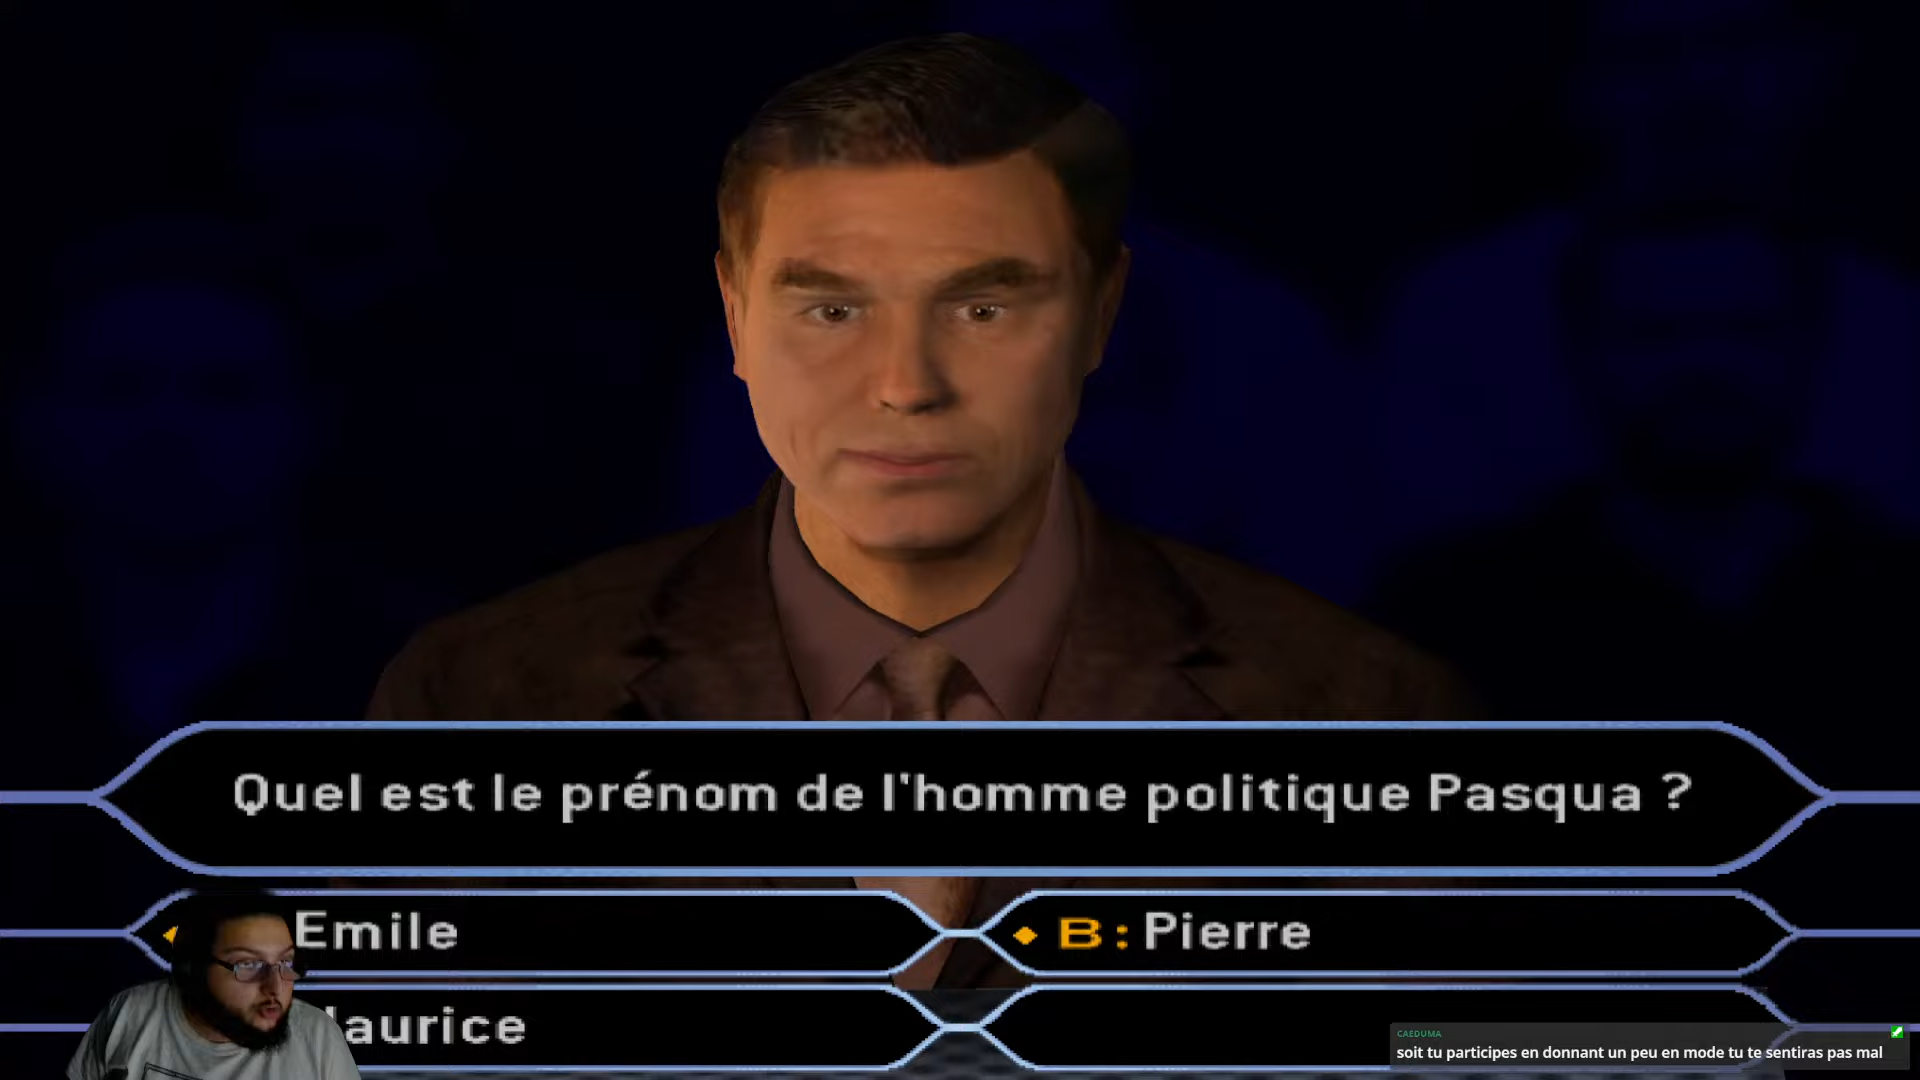 Quel est le prénom de l'homme politique Pasqua ?
Emile
B: Pierre
aurice
CAEDUMA
soit tu participes en donnant un peu en mode tu te sentiras pas mal